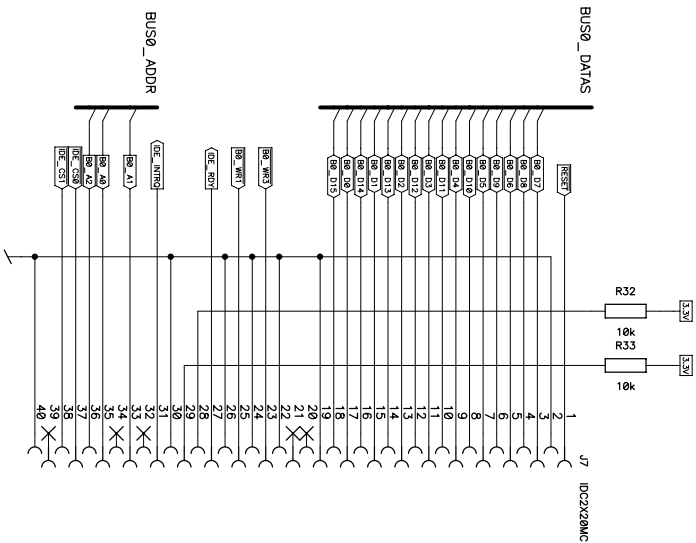 BUS0_ADDR
BUS0_DATAS
IDE_CS1
IDE_CS0
B0_A2
B0_A0
B0_A1
IDE_INTRQ
IDE_RDY
B0_WR1
B0_WR3
B0_D15
B0_D0
B0_D14
B0_D1
B0_D13
B0_D2
B0_D12
B0_D3
B0_D11
B0_D4
B0_D10
B0_D5
B0_D9
B0_D6
B0_D8
B0_D7
RESET
R32
10k
3.3V
R33
10k
3.3V
40
39
38
37
36
35
34
33
32
31
30
29
28
27
26
25
24
23
22
21
20
19
18
17
16
15
14
13
12
11
10
9
8
7
6
5
4
3
2
1
J7 IDC2X20MC